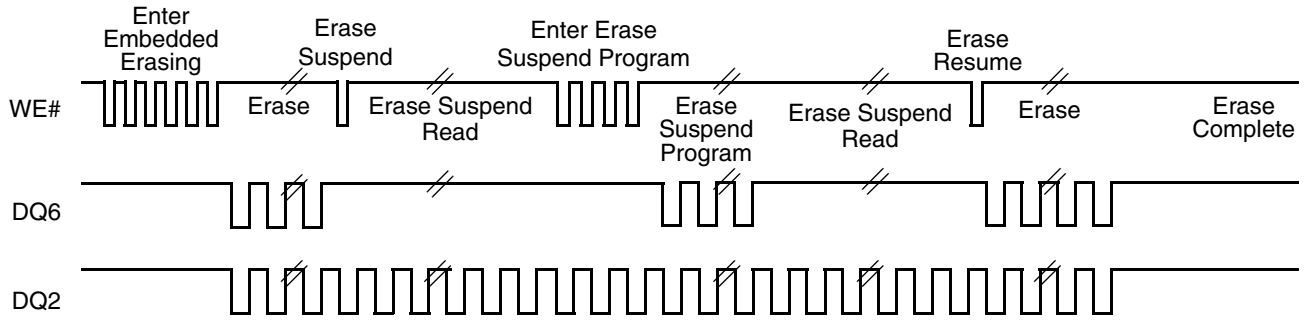 Enter
Embedded
Erasing
Erase
Suspend
Enter Erase
Suspend Program
Erase
Resume
WE#
Erase
Erase Suspend
Read
Erase
Suspend
Program
Erase Suspend
Read
Erase
Erase
Complete
DQ6
DQ2